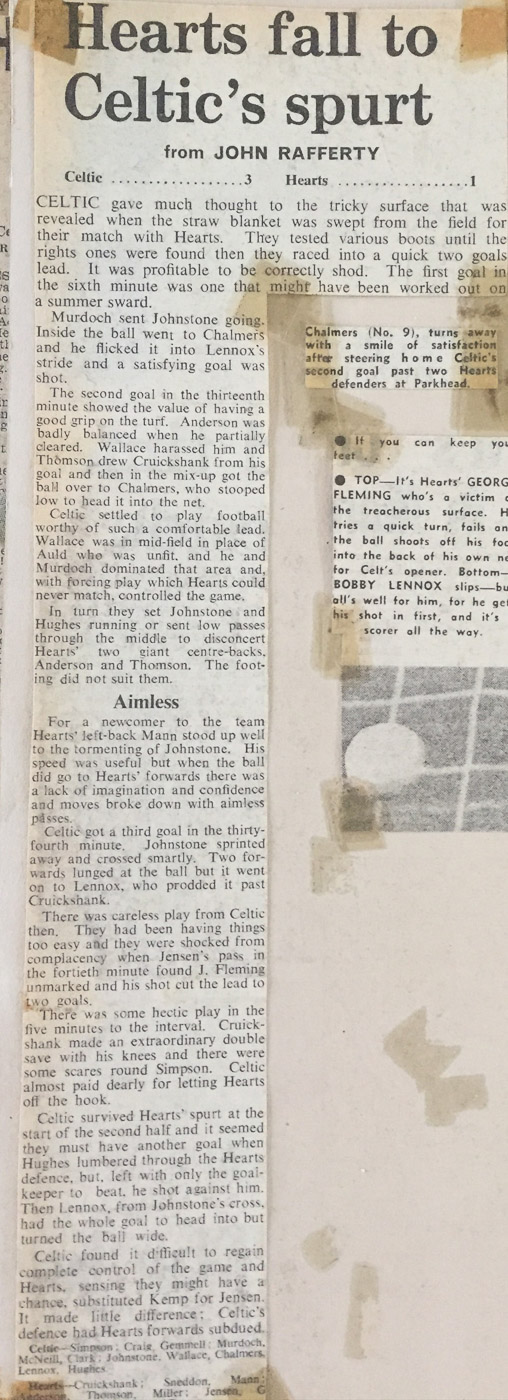 Hearts fall to
Celtic's spurt
from JOHN RAFFERTY
Celtic ..................3 Hearts ..................1
CELTIC gave much thought to the tricky surface that was
revealed when the straw blanket was swept from the field for
their match with Hearts. They tested various boots until the
rights ones were found then they raced into a quick two goals
lead. It was profitable to be correctly shod. The first goal in
the sixth minute was one that might have been worked out on
a summer sward.
Murdoch sent Johnstone going.
Inside the ball went to Chalmers
and he flicked it into Lennox's
stride and a satisfying goal was
shot.
The second goal in the thirteenth
minute showed the value of having a
good grip on the turf. Anderson was
badly balanced when he partially
cleared. Wallace harassed him and
Thomson drew Cruickshank from his
goal and then in the mix-up got the
ball over to Chalmers, who stooped
low to head it into the net.
Celtic settled to play football
worthy of such a comfortable lead.
Wallace was in mid-field in place of
Auld who was unfit, and he and
Murdoch dominated that area and,
with forcing play which Hearts could
never match, controlled the game.
In turn they set Johnstone and
Hughes running or sent low passes
through the middle to disconcert
Hearts' two giant centre-backs,
Anderson and Thomson. The foot-
ing did not suit them.
Aimless
For a newcomer to the team
Hearts' left-back Mann stood up well
to the tormenting of Johnstone. His
speed was useful but when the ball
did go to Hearts' forwards there was
a lack of imagination and confidence
and moves broke down with aimless
passes.
Celtic got a third goal in the thirty-
fourth minute. Johnstone sprinted
away and crossed smartly. Two for-
wards lunged at the ball but it went
on to Lennox, who prodded it past
Cruickshank.
There was careless play from Celtic
then. They had been having things
too easy and they were shocked from
complacency when Jensen's pass in
the fortieth minute found J. Fleming
unmarked and his shot cut the lead to
two goals.
There was some hectic play in the
five minutes to the interval. Cruick-
shank made an extraordinary double
save with his knees and there were
some scares round Simpson. Celtic
almost paid dearly for letting Hearts
off the hook.
Celtic survived Hearts' spurt at the
start of the second half and it seemed
they must have another goal when
Hughes lumbered through the Hearts
defence, but, left with only the goal-
keeper to beat, he shot against him.
Then Lennox, from Johnstone's cross,
had the whole goal to head into but
turned the ball wide.
Celtic found it difficult to regain
complete control of the game and
Hearts, sensing they might have a
chance, substituted Kemp for Jensen.
It made little difference; Celtic's
defence had Hearts forwards subdued.
Celtic—Simpson; Craig, Gemmell; Murdoch,
McNeill, Clark; Johnstone, Wallace, Chalmers,
Lennox, Hughes.
Hearts—Cruickshank; Sneddon, Mann;
Anderson, Thomson, Miller; Jensen, G
Chalmers (No. 9), turns away
with a smile of satisfaction
after steering home Celtic's
second goal past two Hearts
defenders at Parkhead.
● If you can keep you
feet . . .
● TOP—It's Hearts' GEORG
FLEMING who's a victim
the treacherous surface. H
tries a quick turn, fails an
the ball shoots off his foo
into the back of his own ne
for Celt's opener. Bottom—
BOBBY LENNOX slips—bu
all's well for him, for he get
his shot in first, and it's
scorer all the way.